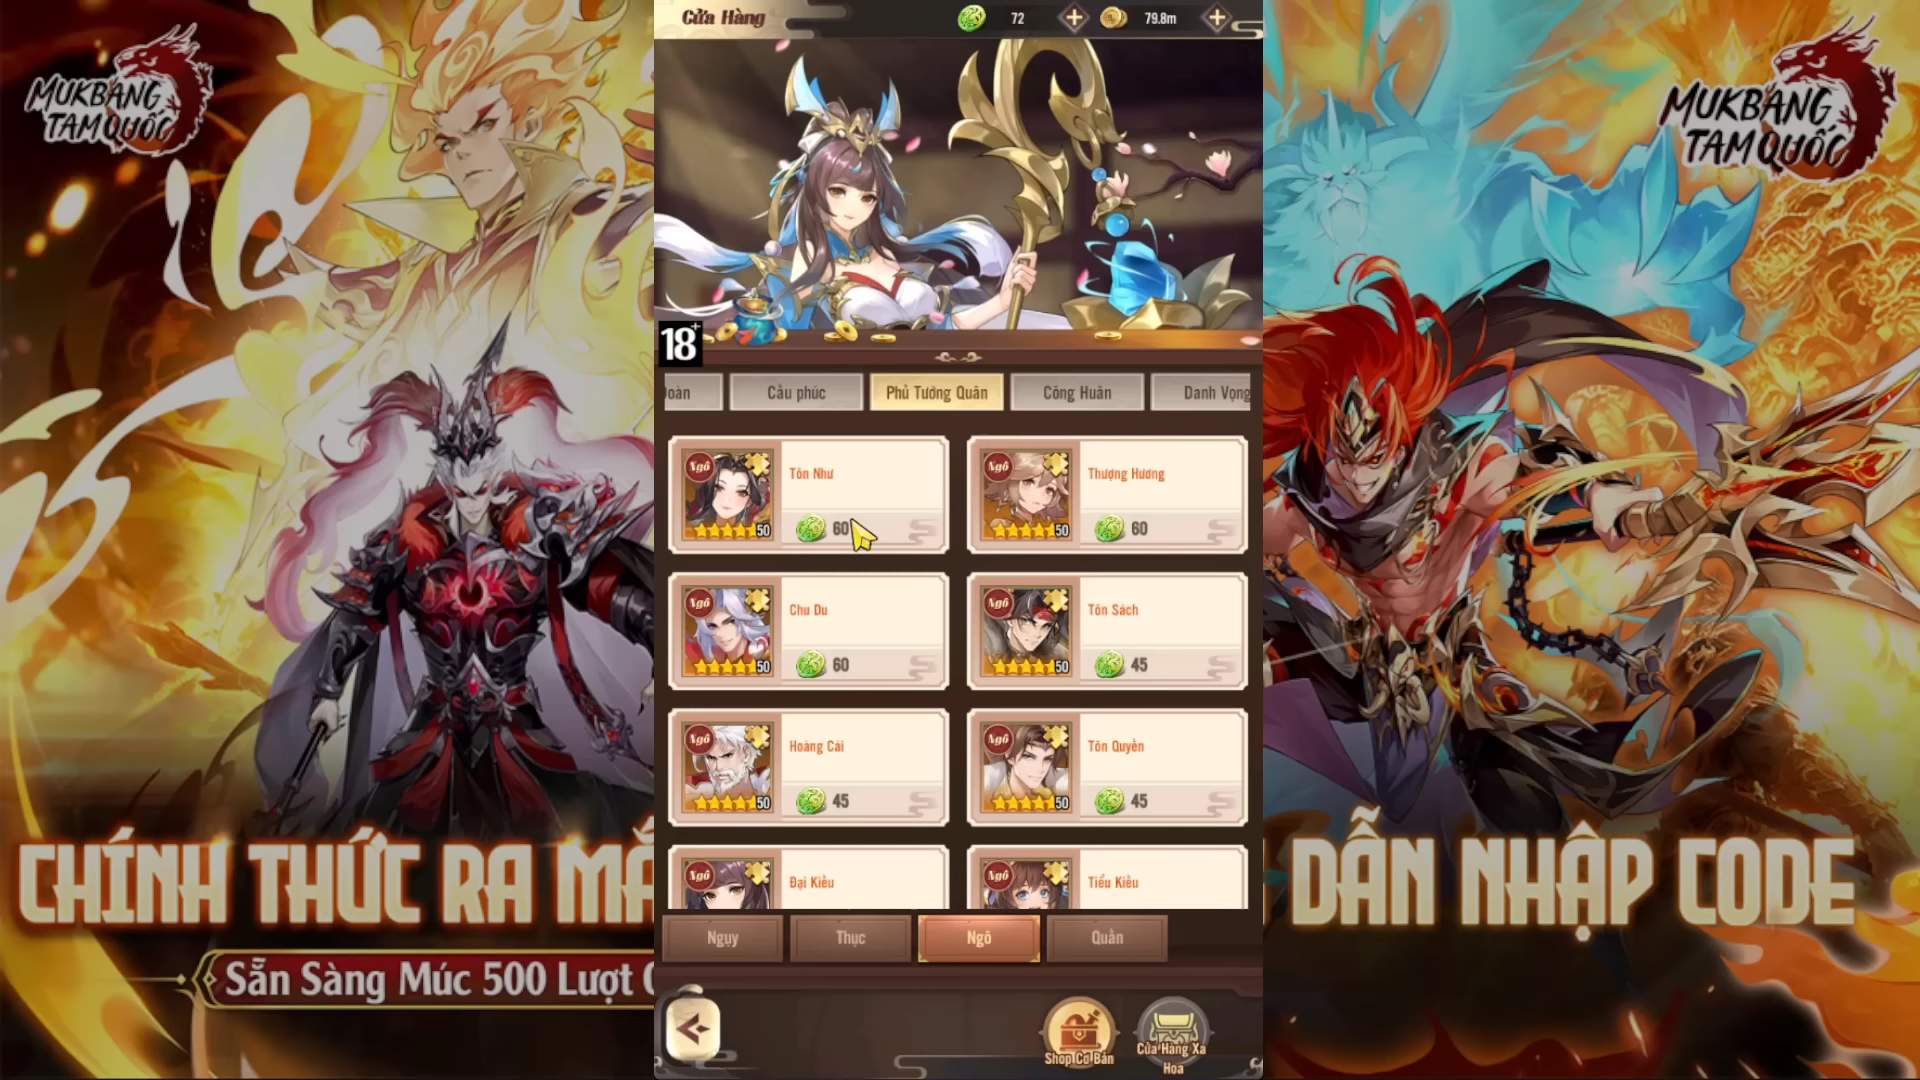 MUKBANG
TAM QUỐC
CHÍNH THỨC RA MẮ
Sẵn Sàng Múc 500 Lượt
Cửa Hàng
72
79.8m
18+
Cầu phúc
Phủ Tướng Quân
Công Huân
Danh Vọng
Ngô
Tôn Như
50
60
Ngô
Thượng Hương
50
60
Ngô
Chu Du
50
60
Ngô
Tôn Sách
50
45
Ngô
Hoàng Cái
50
45
Ngô
Tôn Quyền
50
45
Ngô
Đại Kiều
Ngô
Tiểu Kiều
Ngụy
Thục
Ngô
Quần
Shop Cơ Bản
Cửa Hàng Xa
Hoa
MUKBANG
TAM QUỐC
DẪN NHẬP CODE